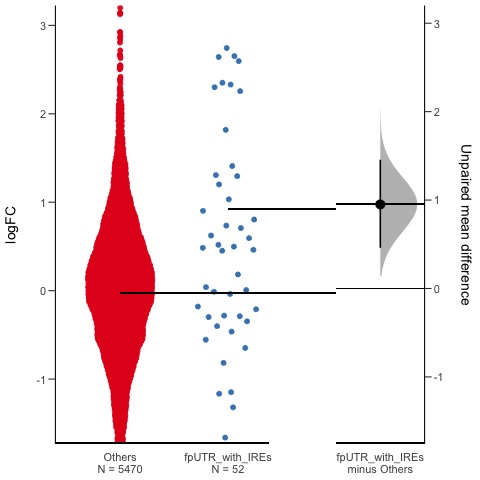 3
2
1
0
-1
logFC
3
2
1
0
-1
Unpaired mean difference
Others
N = 5470
fpUTR_with_IREs
N = 52
fpUTR_with_IREs
minus Others